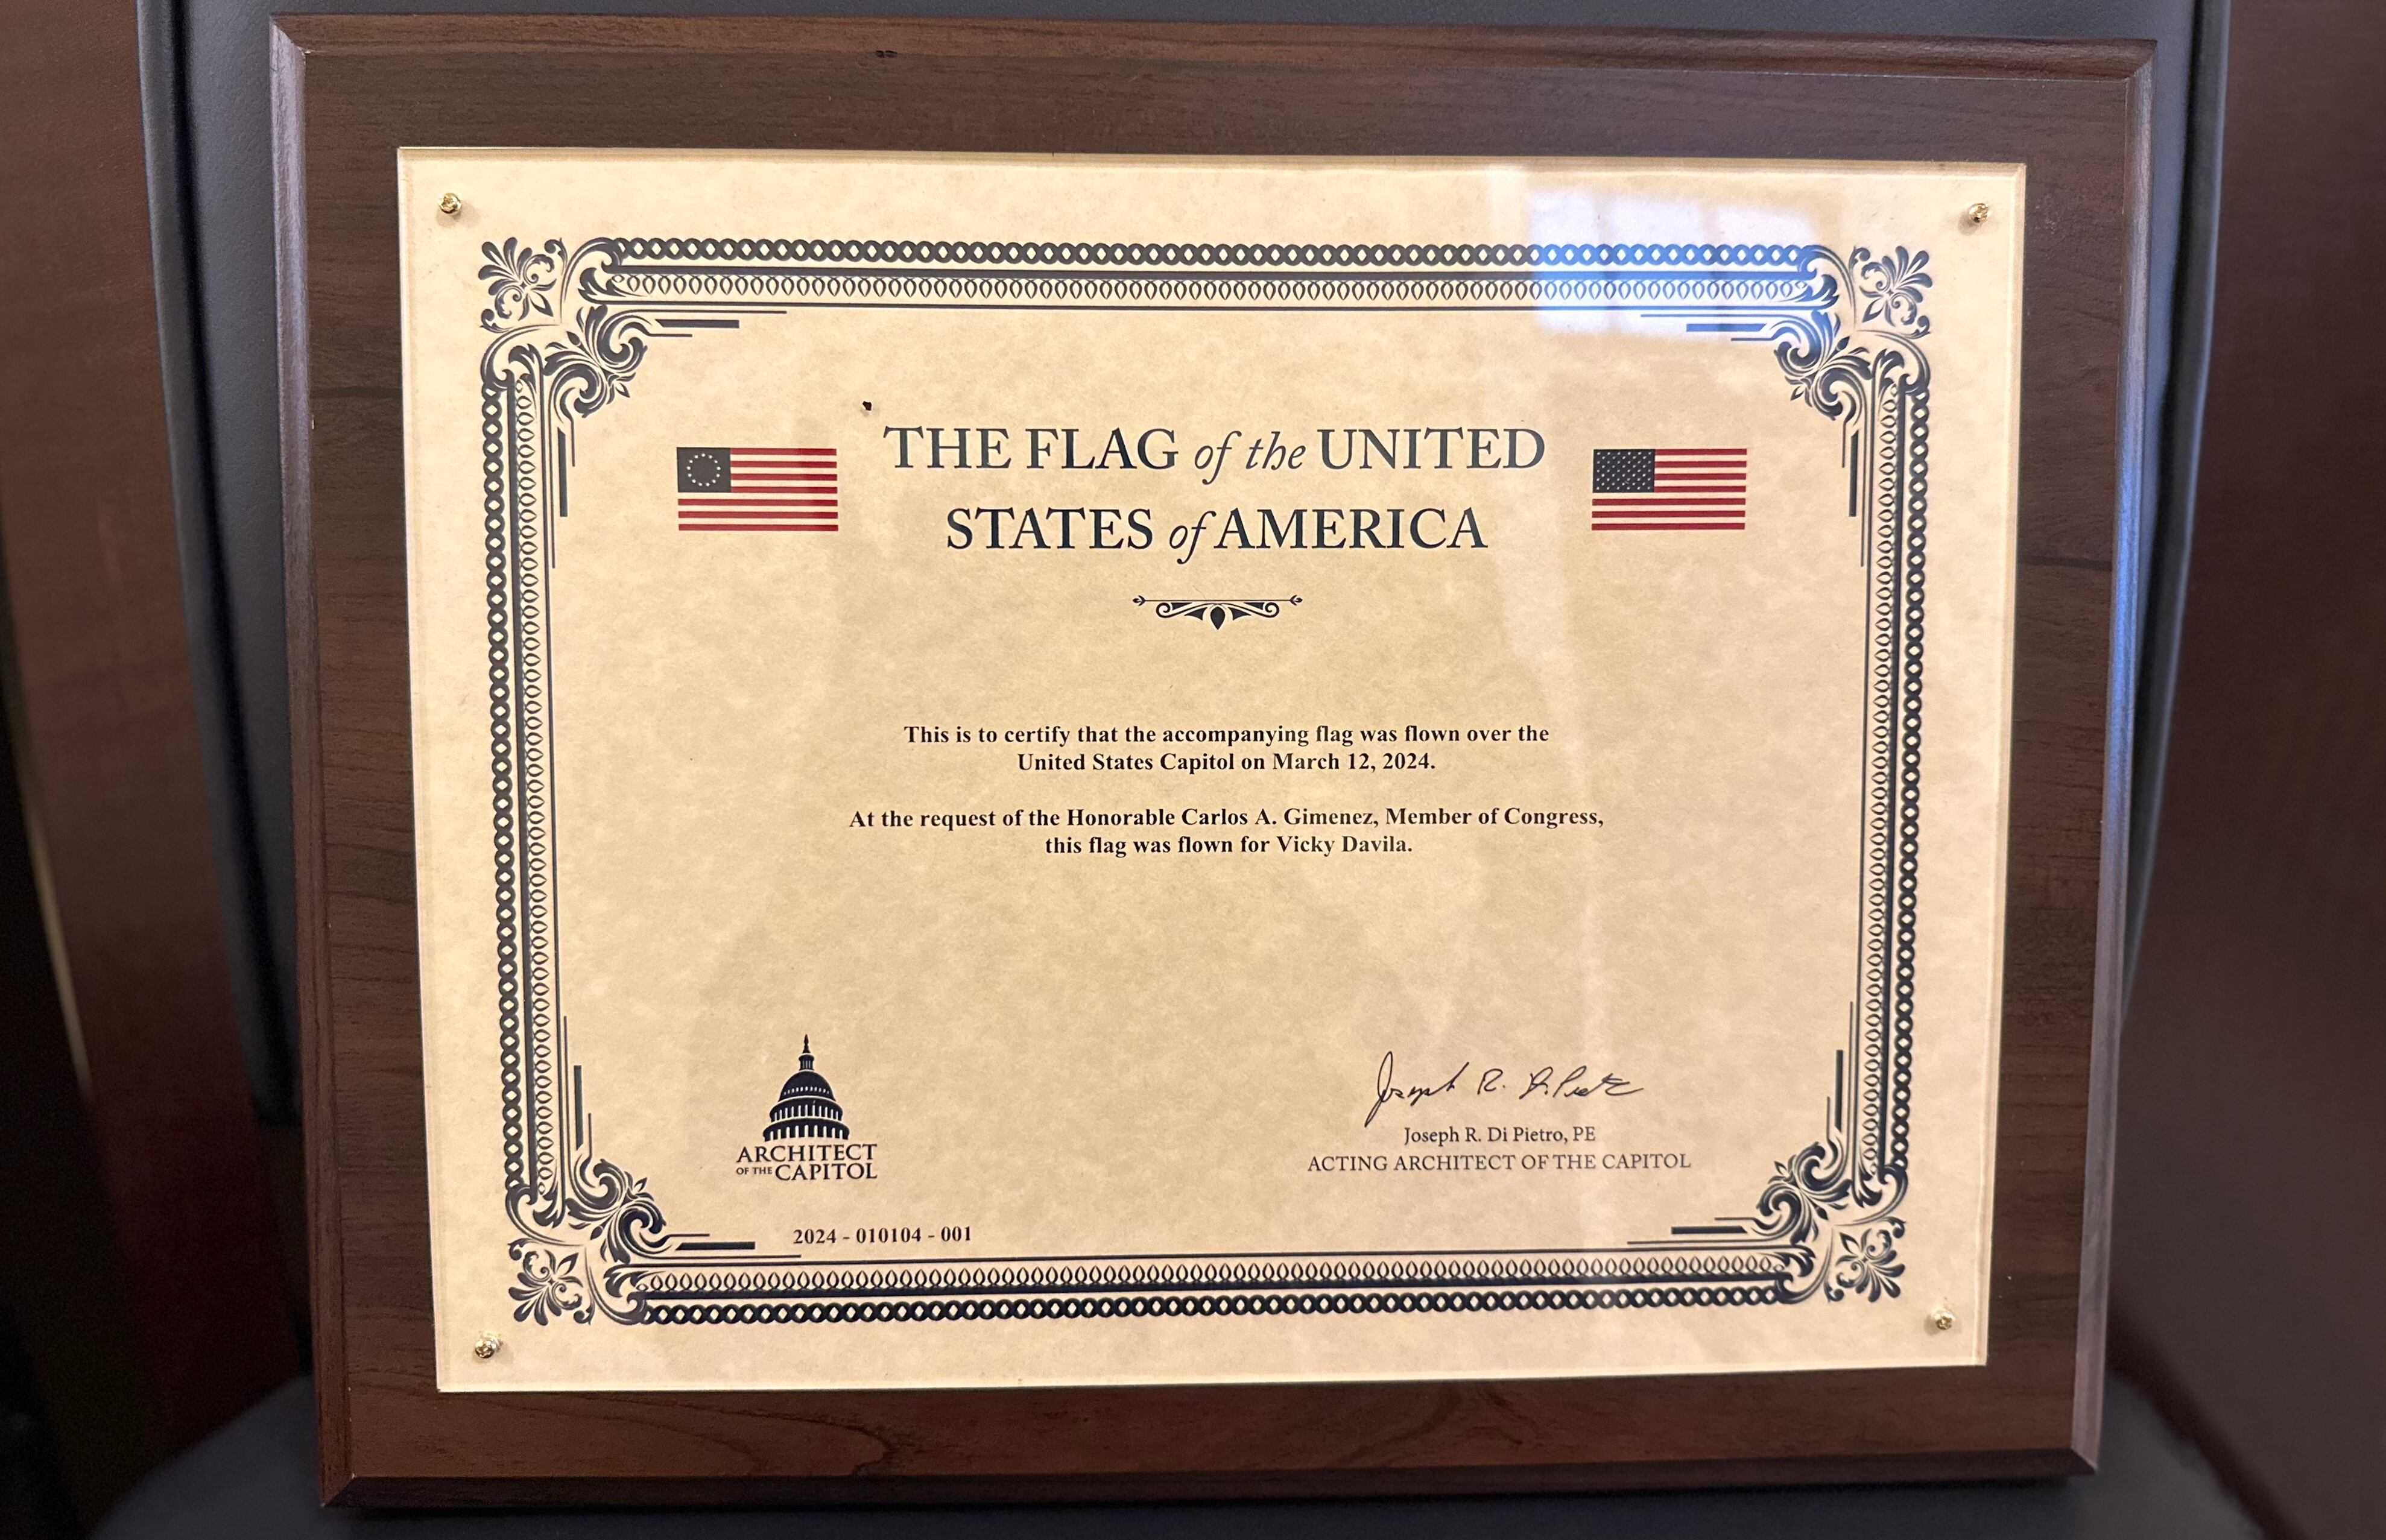 THE FLAG of the UNITED
STATES of AMERICA
This is to certify that the accompanying flag was flown over the
United States Capitol on March 12, 2024.
At the request of the Honorable Carlos A. Gimenez, Member of Congress,
this flag was flown for Vicky Davila.
Joseph R. Di Pietro
Joseph R. Di Pietro, PE
ACTING ARCHITECT OF THE CAPITOL
ARCHITECT
OF THE CAPITOL
2024 - 010104 - 001